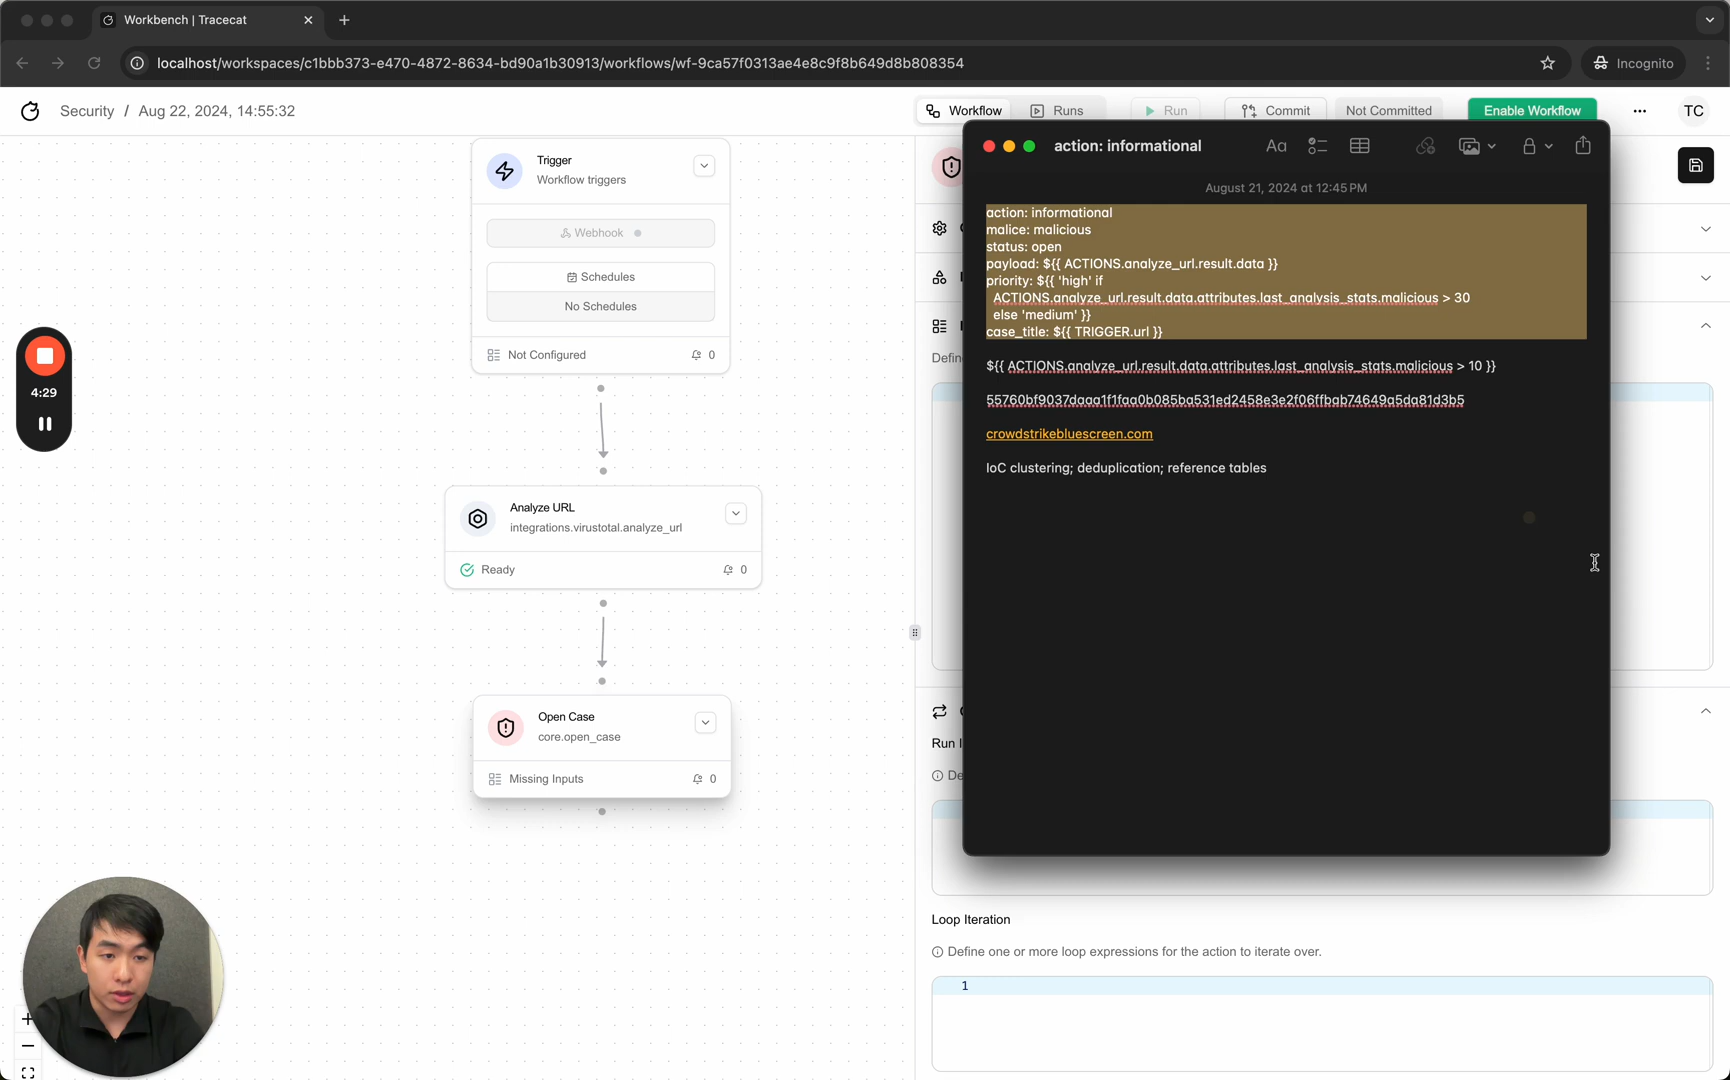 Workbench | Tracecat
localhost/workspaces/c1bbb373-e470-4872-8634-bd90a1b30913/workflows/wf-9ca57f0313ae4e8c9f8b649d8b808354
Incognito
Security / Aug 22, 2024, 14:55:32
Workflow
Runs
Run
Commit
Not Committed
Enable Workflow
TC
Trigger
Workflow triggers
Webhook
Schedules
No Schedules
Not Configured
0
4:29
Analyze URL
integrations.virustotal.analyze_url
Ready
0
Open Case
core.open_case
Missing Inputs
0
action: informational
Aa
August 21, 2024 at 12:45 PM
action: informational
malice: malicious
status: open
payload: ${{ ACTIONS.analyze_url.result.data }}
priority: ${{ 'high' if
ACTIONS.analyze_url.result.data.attributes.last_analysis_stats.malicious > 30
else 'medium' }}
case_title: ${{ TRIGGER.url }}
${{ ACTIONS.analyze_url.result.data.attributes.last_analysis_stats.malicious > 10 }}
55760bf9037daaa1f1faa0b085ba531ed2458e3e2f06ffbab74649a5da81d3b5
crowdstrikebluescreen.com
IoC clustering; deduplication; reference tables
Defin
Run I
De
Loop Iteration
Define one or more loop expressions for the action to iterate over.
1